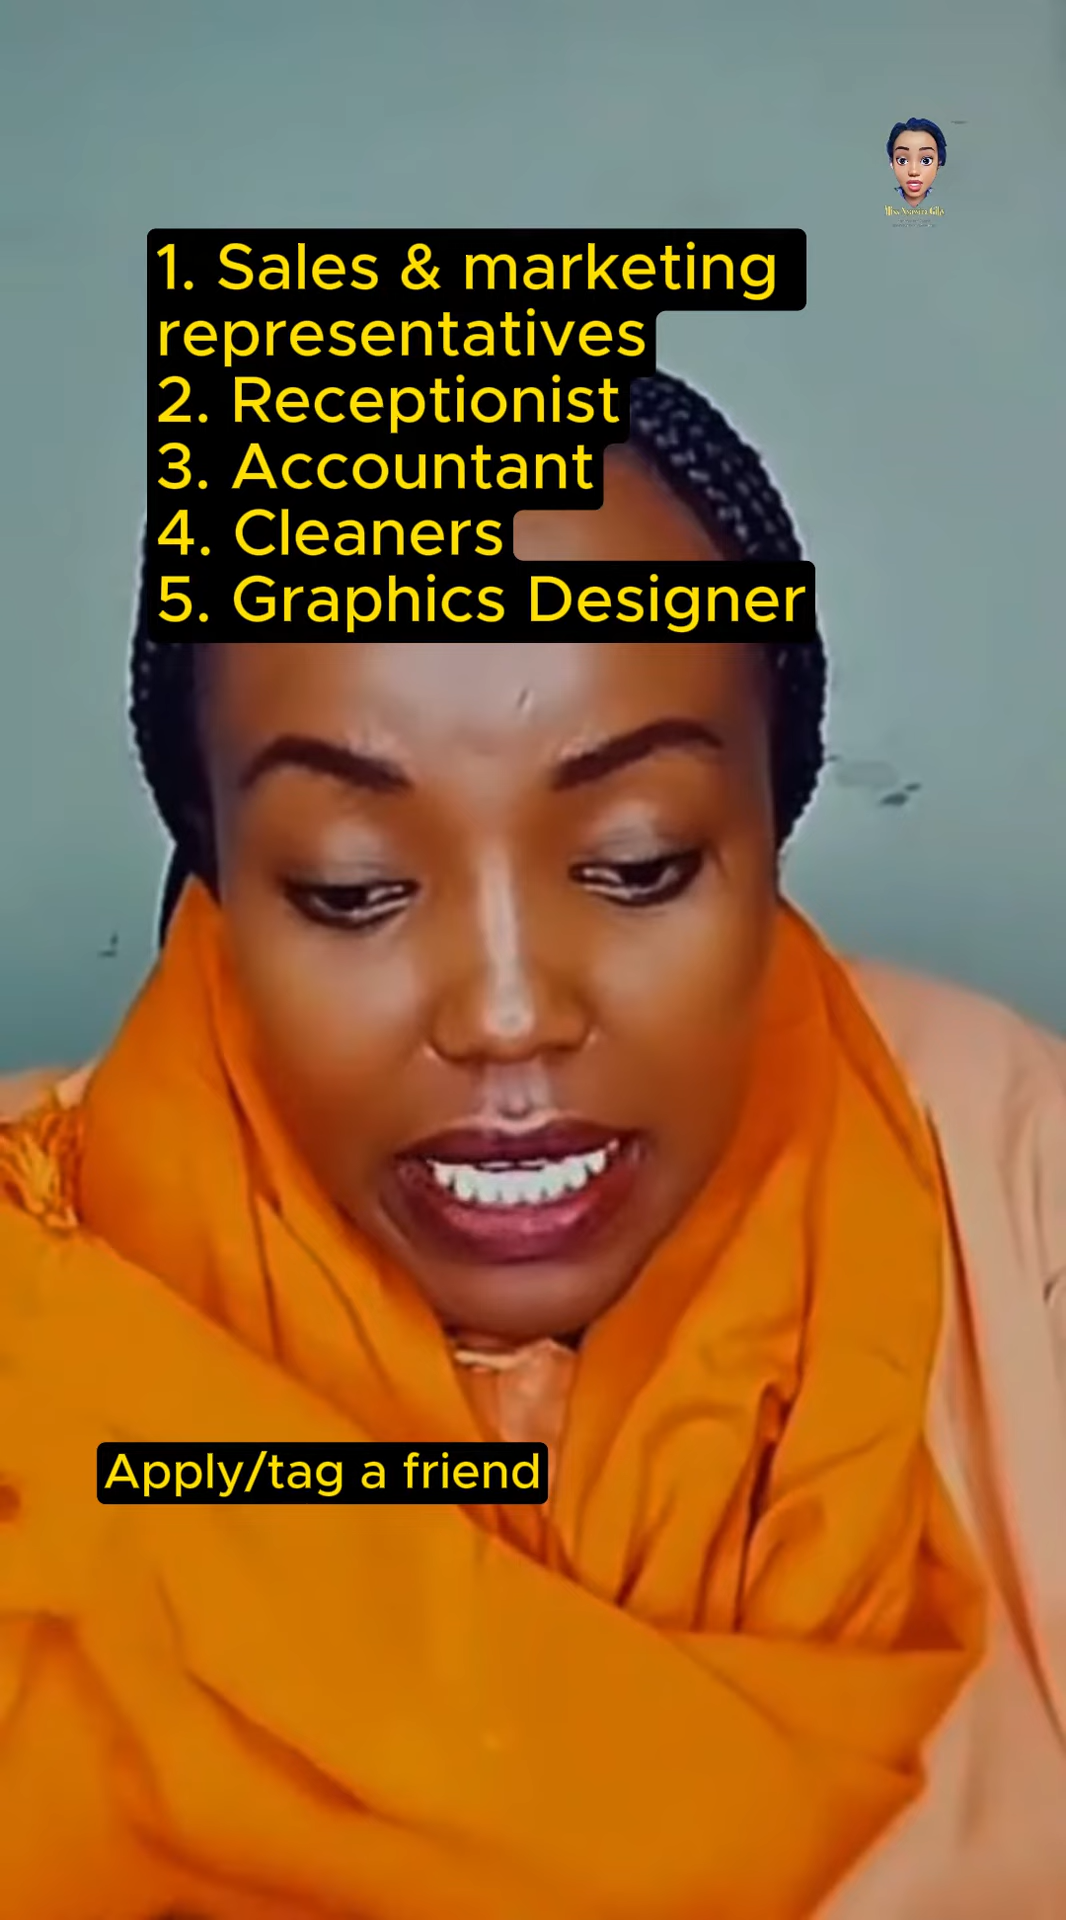 1. Sales & marketing
representatives
2. Receptionist
3. Accountant
4. Cleaners
5. Graphics Designer
Apply/tag a friend